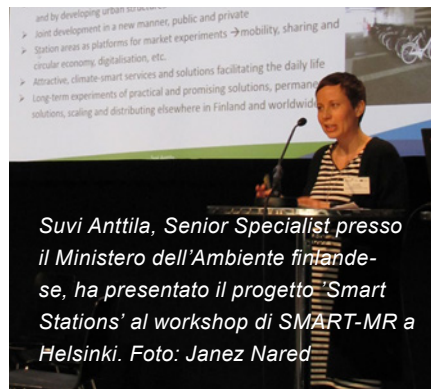 and by developing urban
Joint development in a new manner, public and private
Station areas as platforms for market experiments → mobility, sharing and
circular economy, digitalisation, etc.
Attractive, climate-smart services and solutions facilitating the daily life
Long-term experiments of practical and promising solutions,
solutions, scaling and distributing elsewhere in Finland and worldwide
Suvi Anttila, Senior Specialist presso
il Ministero dell'Ambiente finlande-
se, ha presentato il progetto 'Smart
Stations' al workshop di SMART-MR a
Helsinki. Foto: Janez Nared